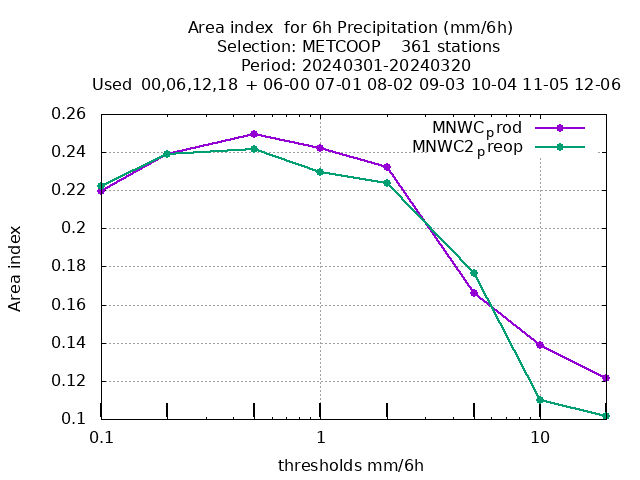 Area index  for 6h Precipitation (mm/6h)
Selection: METCOOP    361 stations
Period: 20240301-20240320
Used  00,06,12,18  + 06-00 07-01 08-02 09-03 10-04 11-05 12-06
MNWCprod
MNWC2preop
0.26
0.24
0.22
0.2
0.18
0.16
0.14
0.12
0.1
Area index
0.1 1 10
thresholds mm/6h